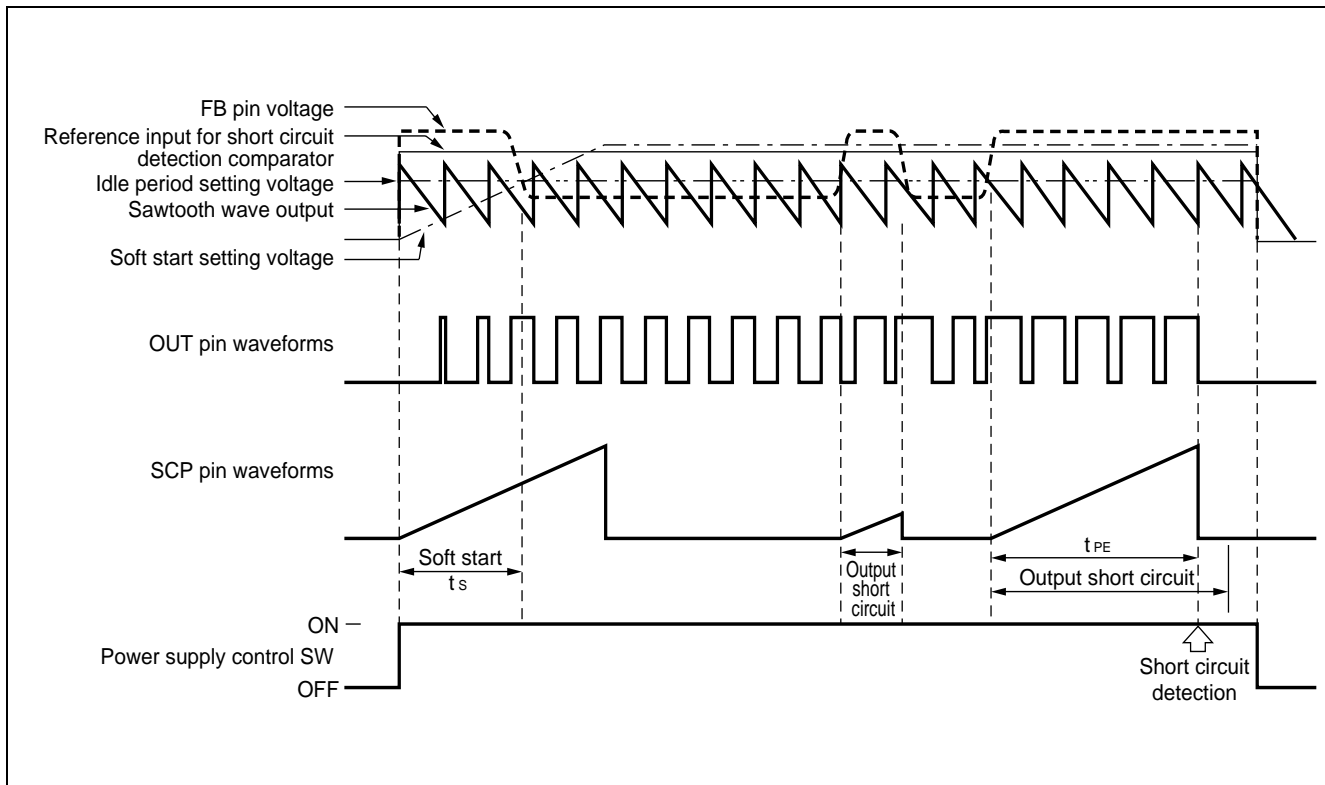 FB pin voltage
Reference input for short circuit
detection comparator
Idle period setting voltage
Sawtooth wave output
Soft start setting voltage
OUT pin waveforms
SCP pin waveforms
Soft start
t S
Output
short
circuit
t PE
Output short circuit
ON
Power supply control SW
OFF
Short circuit
detection